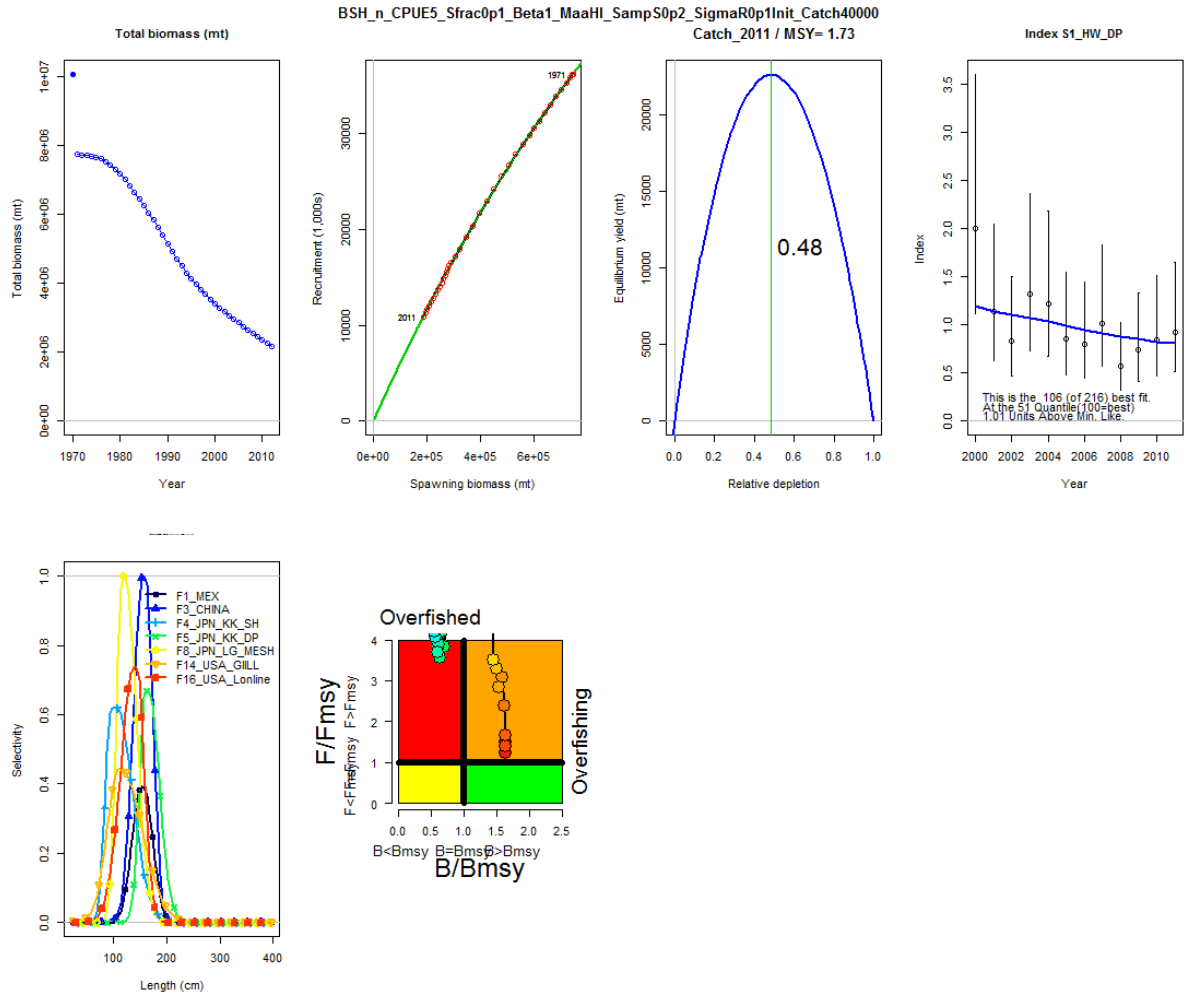 BSH_n_CPUE5_Sfrac0p1_Beta1_MaaHI_SampS0p2_SigmaR0p1Init_Catch40000
Total biomass (mt)
Catch_2011 / MSY= 1.73
Index S1_HW_DP
Total biomass (mt)
0e+00 2e+06 4e+06 6e+06 8e+06 1e+07
1970 1980 1990 2000 2010
Year
Recruitment (1,000s)
0 10000 20000 30000
1971
2011
0e+00 2e+05 4e+05 6e+05
Spawning biomass (mt)
Equilibrium yield (mt)
0 5000 10000 15000 20000
0.48
0.0 0.2 0.4 0.6 0.8 1.0
Relative depletion
Index
0.0 0.5 1.0 1.5 2.0 2.5 3.0 3.5
This is the 106 (of 216) best fit.
At the 51 Quantile(100=best)
1.01 Units Above Min. Like.
2000 2002 2004 2006 2008 2010
Year
Selectivity
0.0 0.2 0.4 0.6 0.8 1.0
F1_MEX
F3_CHINA
F4_JPN_KK_SH
F5_JPN_KK_DP
F8_JPN_LG_MESH
F14_USA_GIILL
F16_USA_Lonline
100 200 300 400
Length (cm)
Overfished
F/Fmsy
F<Fmsy F>Fmsy
0 1 2 3 4
Overfishing
0.0 0.5 1.0 1.5 2.0 2.5
B<Bmsy B=Bmsy B>Bmsy
B/Bmsy